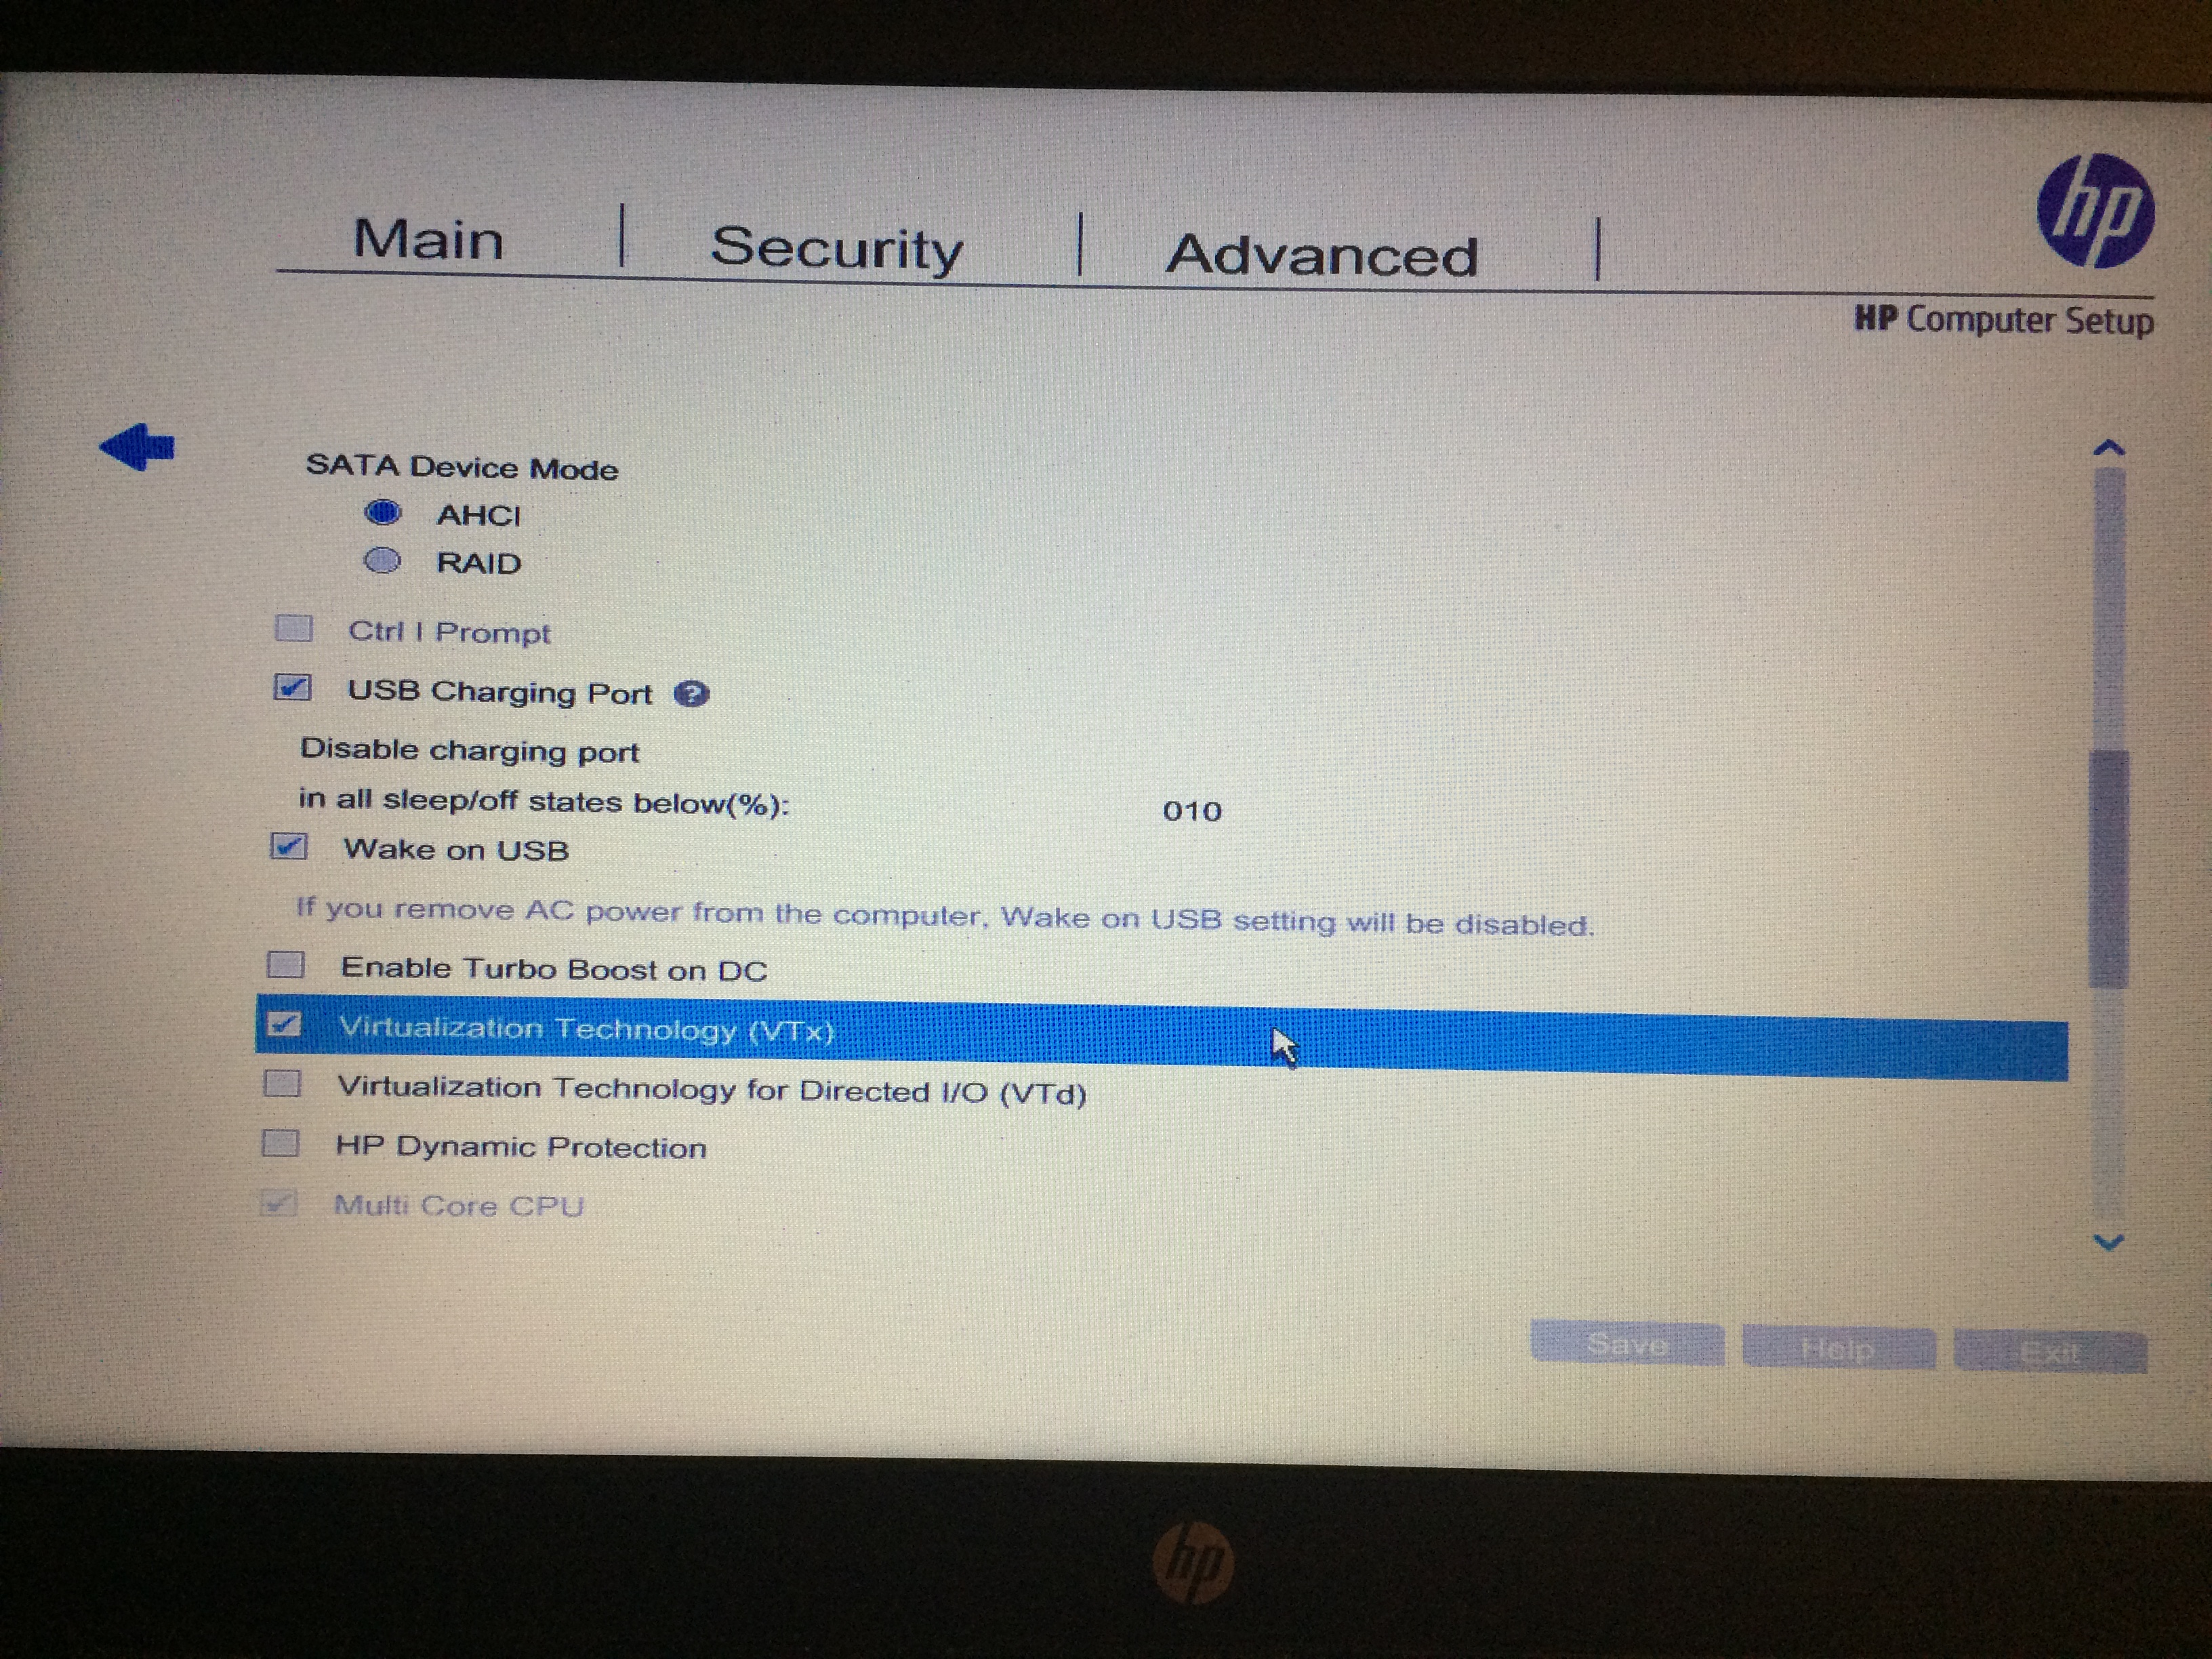 Main
Security
Advanced
hp
HP Computer Setup
SATA Device Mode
AHCI
RAID
Ctrl I Prompt
USB Charging Port ?
Disable charging port
in all sleep/off states below(%): 010
Wake on USB
If you remove AC power from the computer, Wake on USB setting will be disabled.
Enable Turbo Boost on DC
Virtualization Technology (VTx)
Virtualization Technology for Directed I/O (VTd)
HP Dynamic Protection
Multi Core CPU
Save
Help
Exit
hp